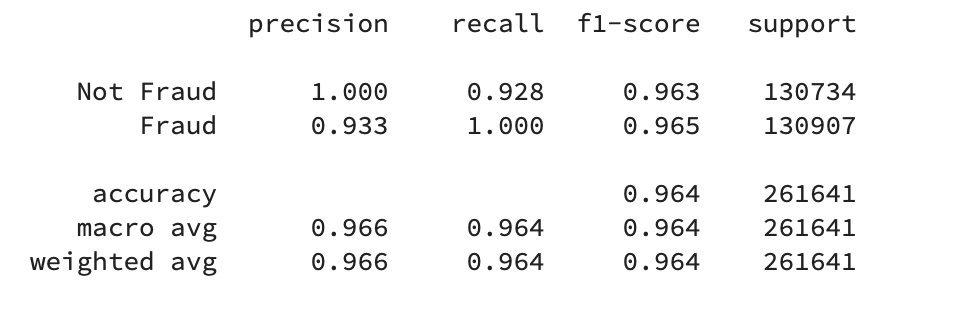 precision recall f1-score support
Not Fraud 1.000 0.928 0.963 130734
Fraud 0.933 1.000 0.965 130907
accuracy 0.964 261641
macro avg 0.966 0.964 0.964 261641
weighted avg 0.966 0.964 0.964 261641